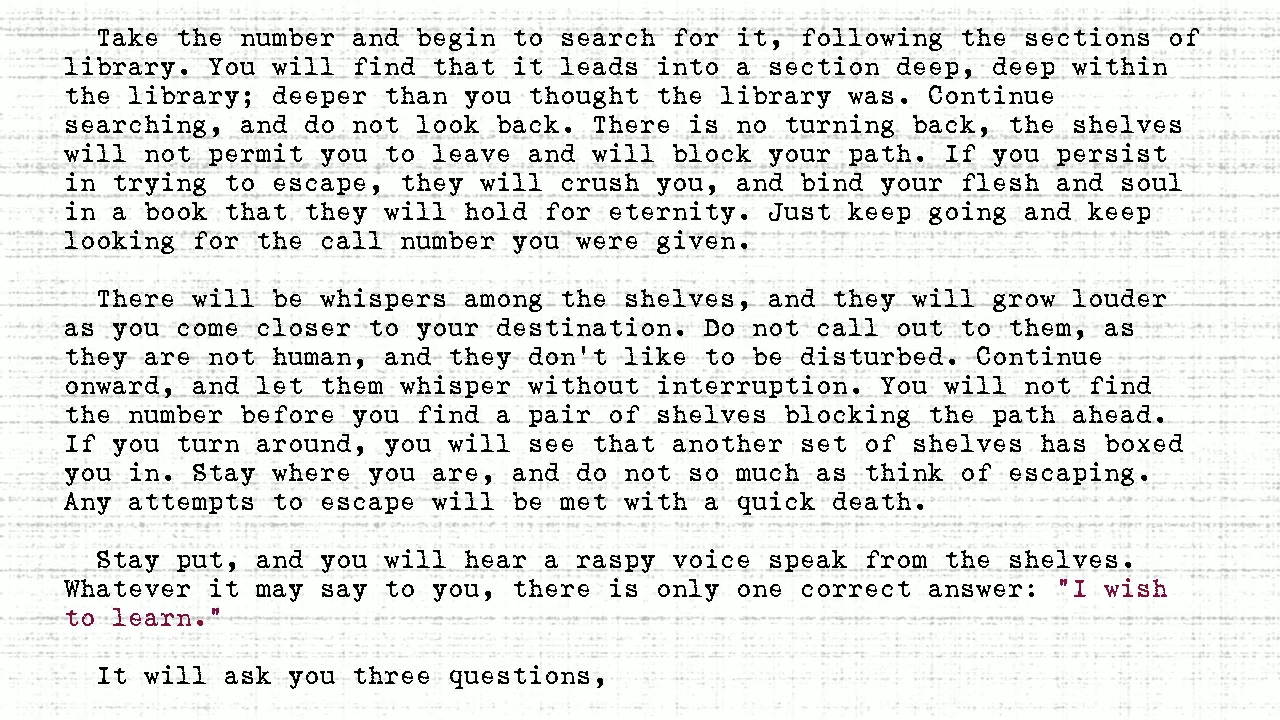 Take the number and begin to search for it, following the sections of
library. You will find that it leads into a section deep, deep within
the library; deeper than you thought the library was. Continue
searching, and do not look back. There is no turning back, the shelves
will not permit you to leave and will block your path. If you persist
in trying to escape, they will crush you, and bind your flesh and soul
in a book that they will hold for eternity. Just keep going and keep
looking for the call number you were given.
There will be whispers among the shelves, and they will grow louder
as you come closer to your destination. Do not call out to them, as
they are not human, and they don't like to be disturbed. Continue
onward, and let them whisper without interruption. You will not find
the number before you find a pair of shelves blocking the path ahead.
If you turn around, you will see that another set of shelves has boxed
you in. Stay where you are, and do not so much as think of escaping.
Any attempts to escape will be met with a quick death.
Stay put, and you will hear a raspy voice speak from the shelves.
Whatever it may say to you, there is only one correct answer: "I wish
to learn."
It will ask you three questions,